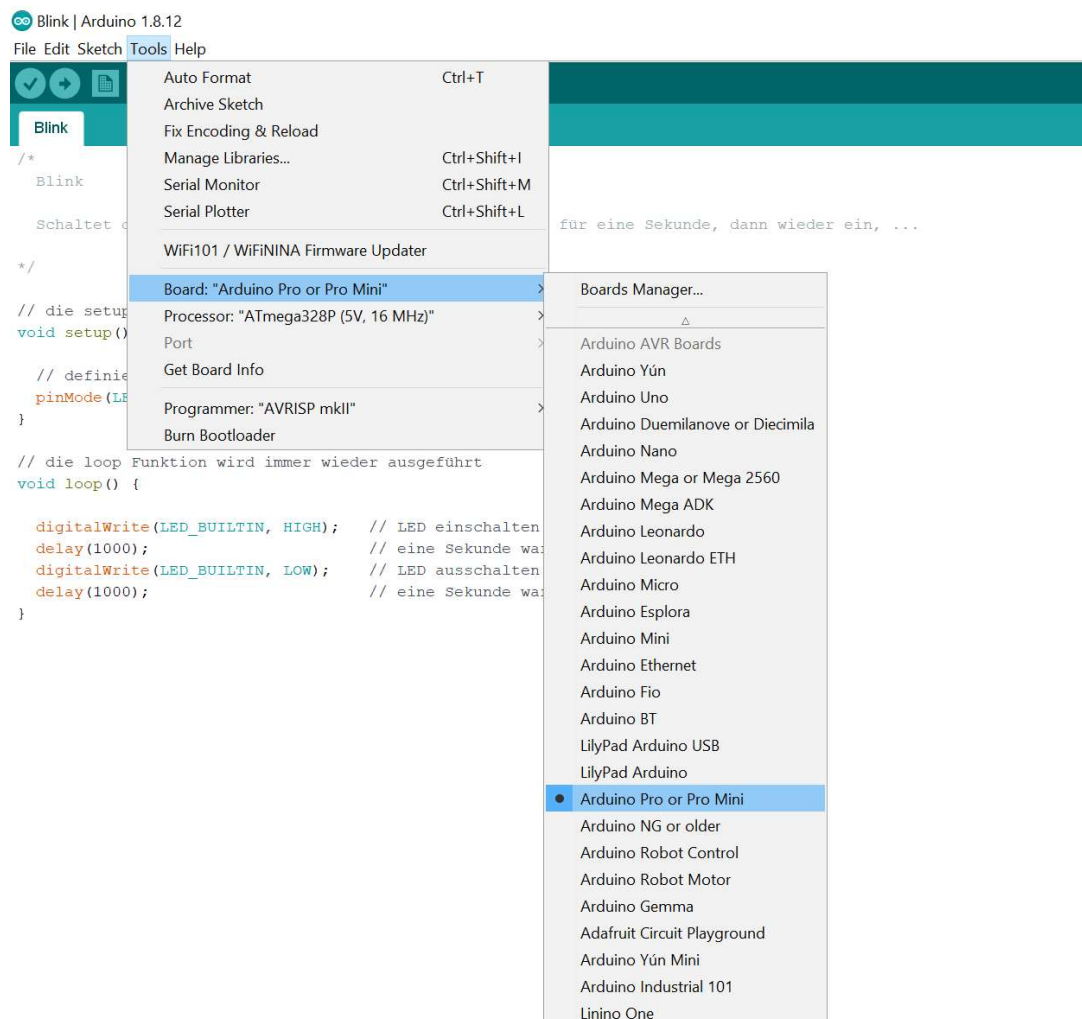 Blink | Arduino 1.8.12
File Edit Sketch Tools Help
Blink
Auto Format Ctrl+T
Archive Sketch
Fix Encoding & Reload
Manage Libraries... Ctrl+Shift+I
Serial Monitor Ctrl+Shift+M
Serial Plotter Ctrl+Shift+L
WiFi101 / WiFiNINA Firmware Updater
Board: "Arduino Pro or Pro Mini"
Processor: "ATmega328P (5V, 16 MHz)"
Port
Get Board Info
Programmer: "AVRISP mkII"
Burn Bootloader
Boards Manager...
Arduino AVR Boards
Arduino Yún
Arduino Uno
Arduino Duemilanove or Diecimila
Arduino Nano
Arduino Mega or Mega 2560
Arduino Mega ADK
Arduino Leonardo
Arduino Leonardo ETH
Arduino Micro
Arduino Esplora
Arduino Mini
Arduino Ethernet
Arduino Fio
Arduino BT
LilyPad Arduino USB
LilyPad Arduino
Arduino Pro or Pro Mini
Arduino NG or older
Arduino Robot Control
Arduino Robot Motor
Arduino Gemma
Adafruit Circuit Playground
Arduino Yún Mini
Arduino Industrial 101
Linino One
/*
Blink
Schaltet für eine Sekunde, dann wieder ein, ...
*/
// die setup
void setup()
// definie
pinMode(LE
}
// die loop Funktion wird immer wieder ausgeführt
void loop() {
digitalWrite(LED_BUILTIN, HIGH); // LED einschalten
delay(1000); // eine Sekunde wa
digitalWrite(LED_BUILTIN, LOW); // LED ausschalten
delay(1000); // eine Sekunde wa
}